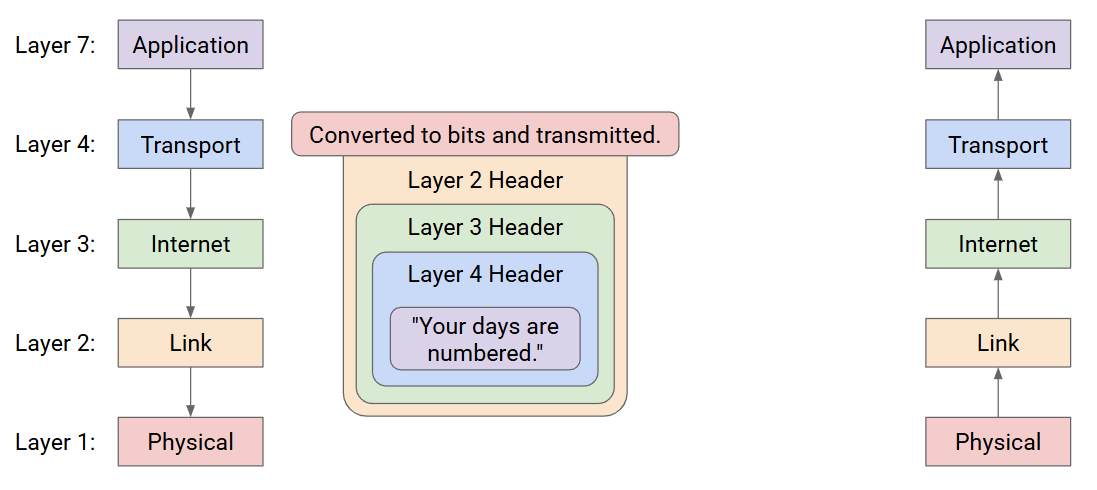 Layer 7:
Application
Layer 4:
Transport
Layer 3:
Internet
Layer 2:
Link
Layer 1:
Physical
Converted to bits and transmitted.
Layer 2 Header
Layer 3 Header
Layer 4 Header
"Your days are
numbered."
Application
Transport
Internet
Link
Physical